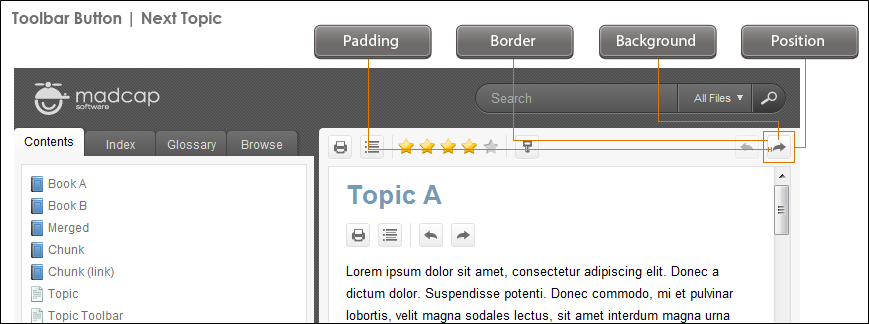 Toolbar Button | Next Topic
Padding
Border
Background
Position
madcap
software
Search
All Files
Contents
Index
Glossary
Browse
Book A
Book B
Merged
Chunk
Chunk (link)
Topic
Topic Toolbar
Topic A
Lorem ipsum dolor sit amet, consectetur adipiscing elit. Donec a
dictum dolor. Suspendisse potenti. Donec commodo, mi et pulvinar
lobortis, velit magna sodales lectus, sit amet interdum magna urna